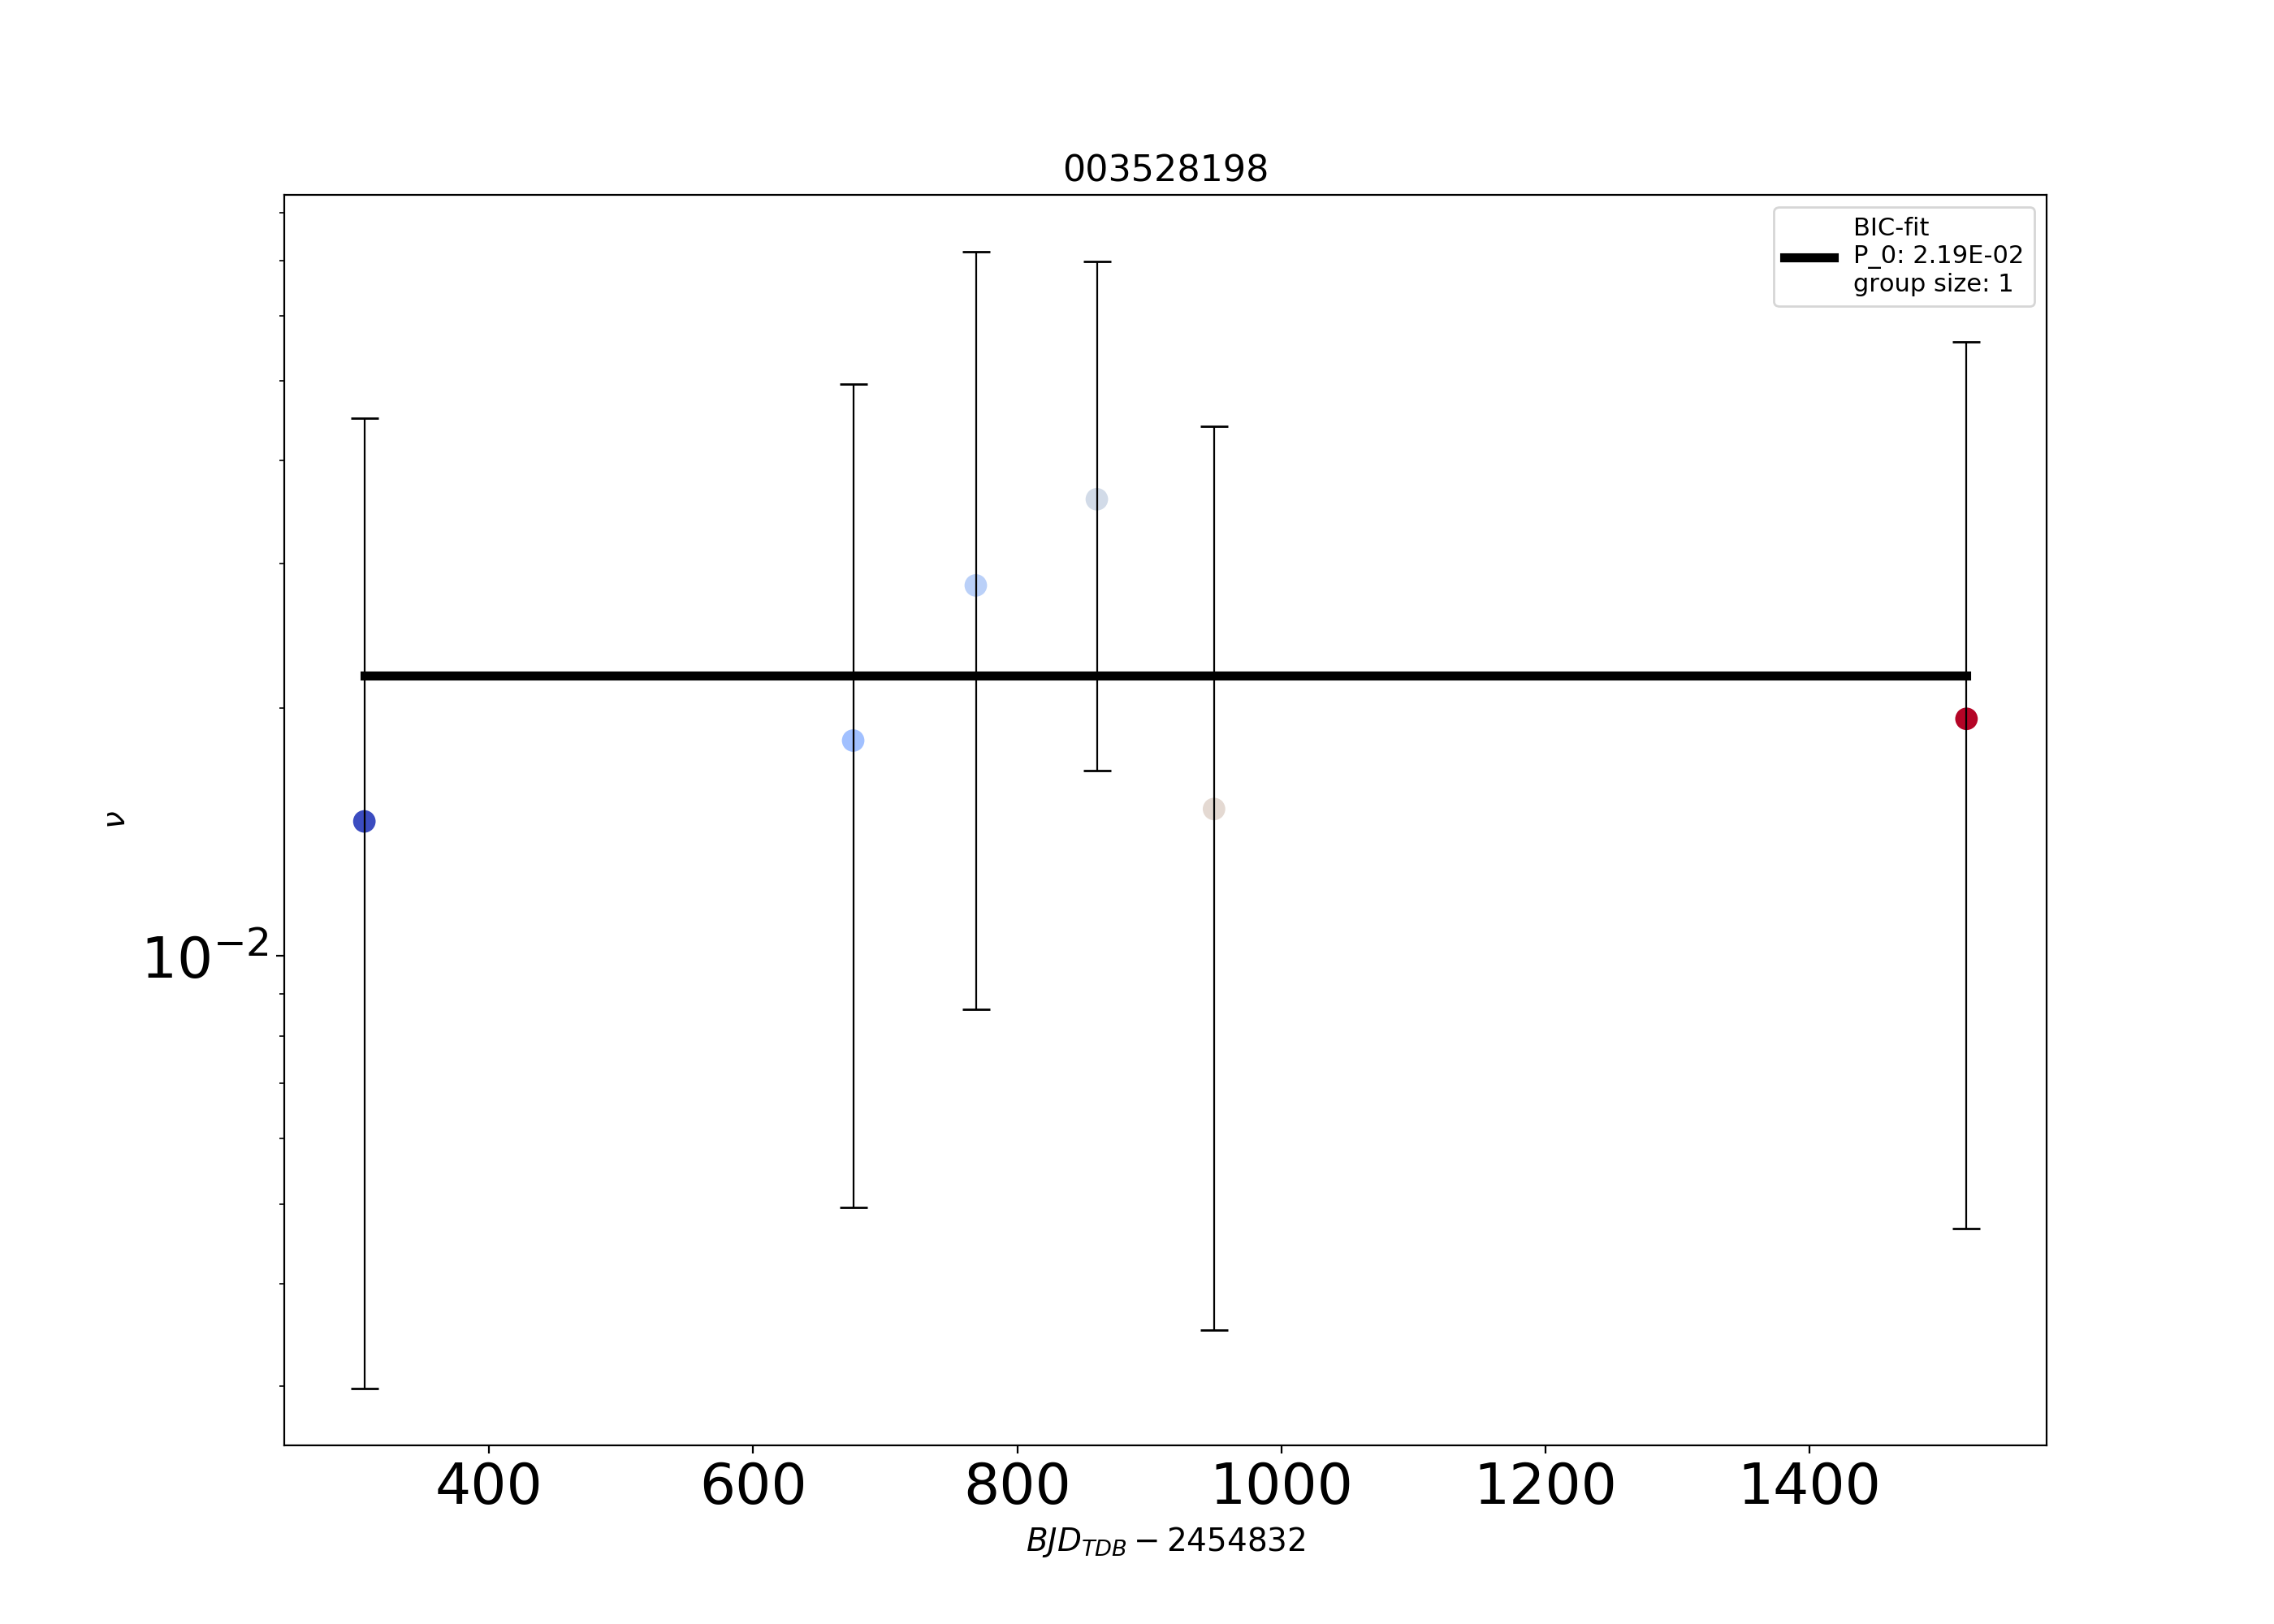 003528198
BIC-fit
P_0: 2.19E-02
group size: 1
ν
10⁻²
400 600 800 1000 1200 1400
BJD_TDB − 2454832